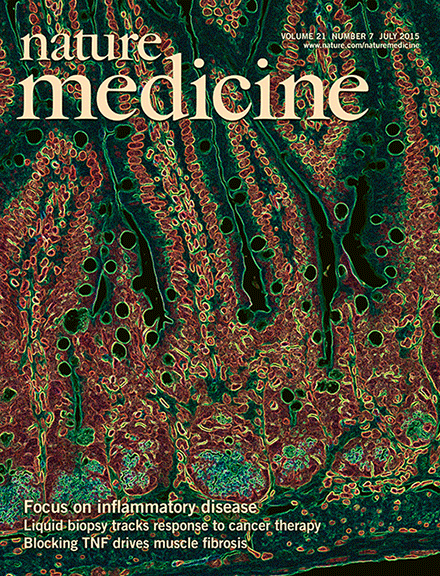 nature
medicine
VOLUME 21 NUMBER 7 JULY 2015
www.nature.com/naturemedicine
Focus on inflammatory disease
Liquid biopsy tracks response to cancer therapy
Blocking TNF drives muscle fibrosis